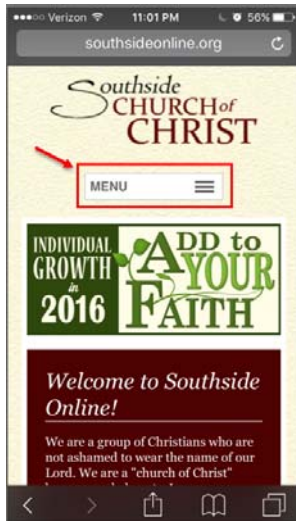 Verizon 11:01 PM 56%
southsideonline.org
Southside
CHURCH of
CHRIST
MENU
INDIVIDUAL
GROWTH
in
2016
ADD to
YOUR
FAITH
Welcome to Southside
Online!
We are a group of Christians who are
not ashamed to wear the name of our
Lord. We are a "church of Christ"